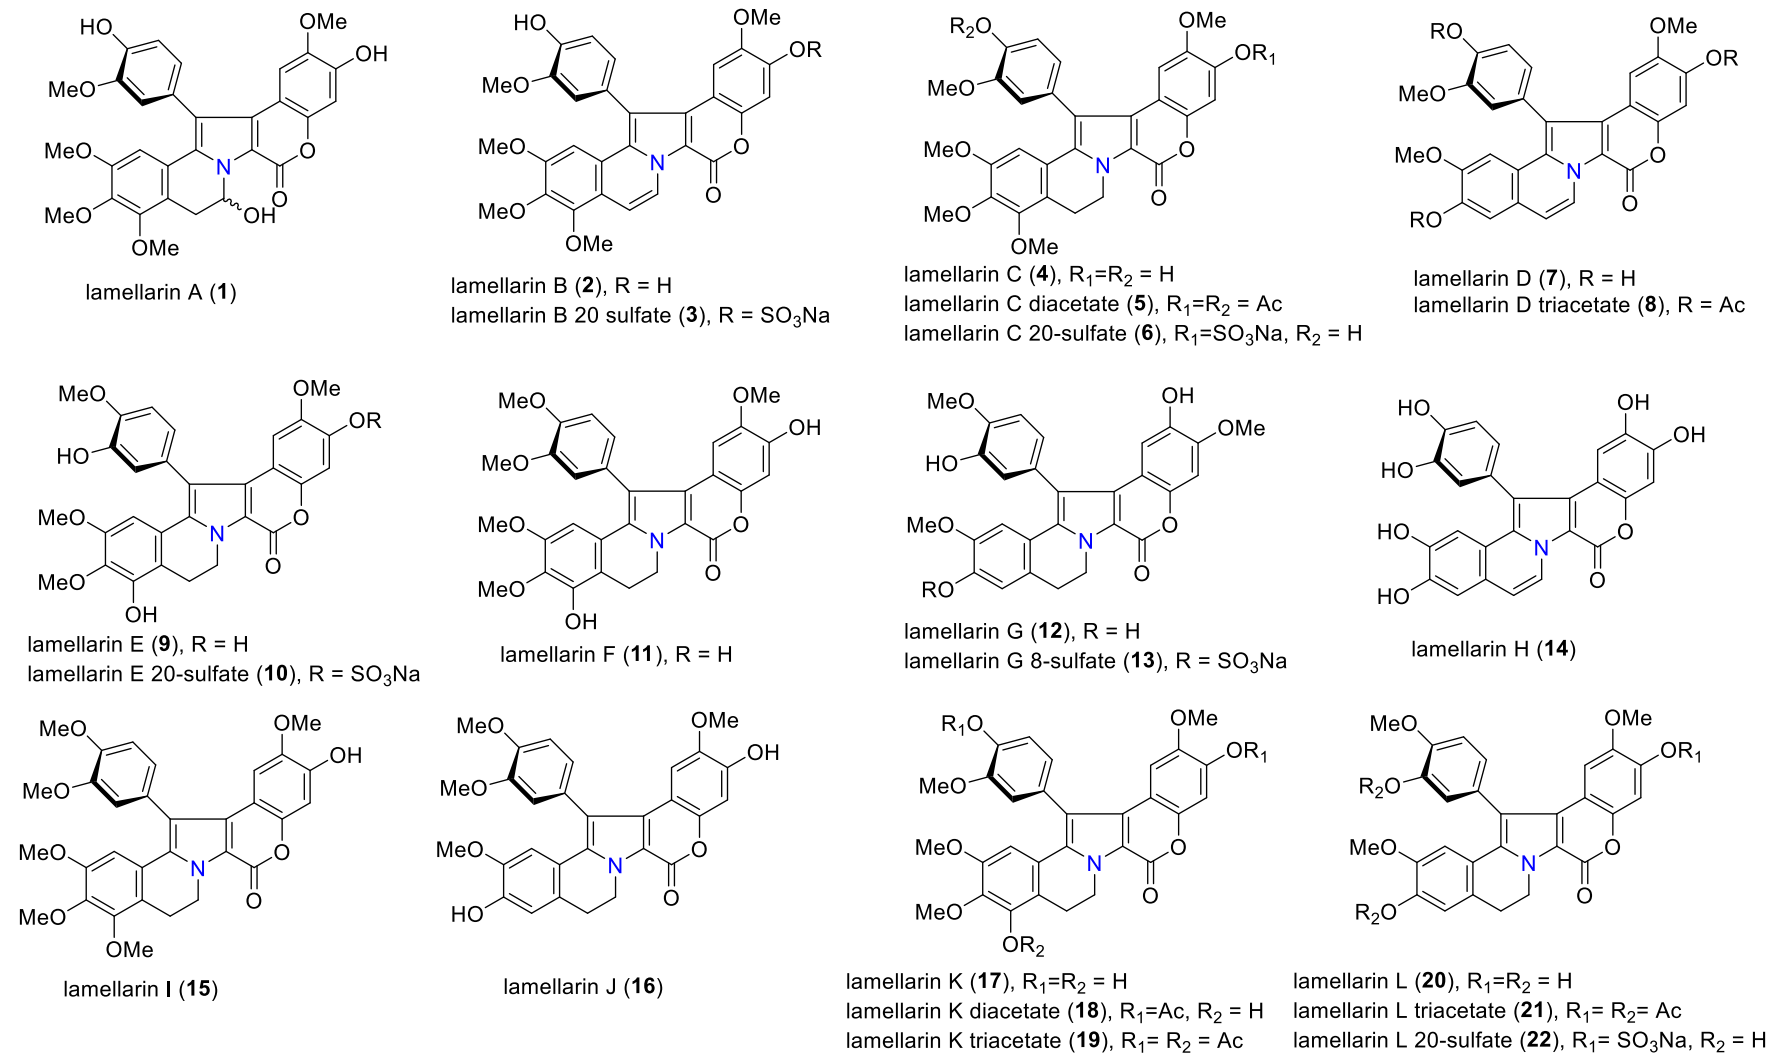 HO
OMe
OH
MeO
MeO
N
O
O
MeO
OH
OMe
lamellarin A (1)
HO
OMe
OR
MeO
MeO
N
O
O
MeO
OMe
lamellarin B (2), R = H
lamellarin B 20 sulfate (3), R = SO3Na
R2O
OMe
OR1
MeO
MeO
N
O
O
MeO
OMe
lamellarin C (4), R1=R2 = H
lamellarin C diacetate (5), R1=R2 = Ac
lamellarin C 20-sulfate (6), R1=SO3Na, R2 = H
RO
OMe
OR
MeO
MeO
N
O
O
RO
lamellarin D (7), R = H
lamellarin D triacetate (8), R = Ac
MeO
OMe
OR
HO
MeO
N
O
O
MeO
OH
lamellarin E (9), R = H
lamellarin E 20-sulfate (10), R = SO3Na
MeO
OMe
OH
MeO
MeO
N
O
O
MeO
OH
lamellarin F (11), R = H
MeO
OH
OMe
HO
MeO
N
O
O
RO
lamellarin G (12), R = H
lamellarin G 8-sulfate (13), R = SO3Na
HO
OH
OH
HO
HO
N
O
O
HO
lamellarin H (14)
MeO
OMe
OH
MeO
MeO
N
O
O
MeO
OMe
lamellarin I (15)
MeO
OMe
OH
MeO
MeO
N
O
O
HO
lamellarin J (16)
R1O
OMe
OR1
MeO
MeO
N
O
O
MeO
OR2
lamellarin K (17), R1=R2 = H
lamellarin K diacetate (18), R1=Ac, R2 = H
lamellarin K triacetate (19), R1= R2 = Ac
MeO
OMe
OR1
R2O
MeO
N
O
O
R2O
lamellarin L (20), R1=R2 = H
lamellarin L triacetate (21), R1= R2= Ac
lamellarin L 20-sulfate (22), R1= SO3Na, R2 = H